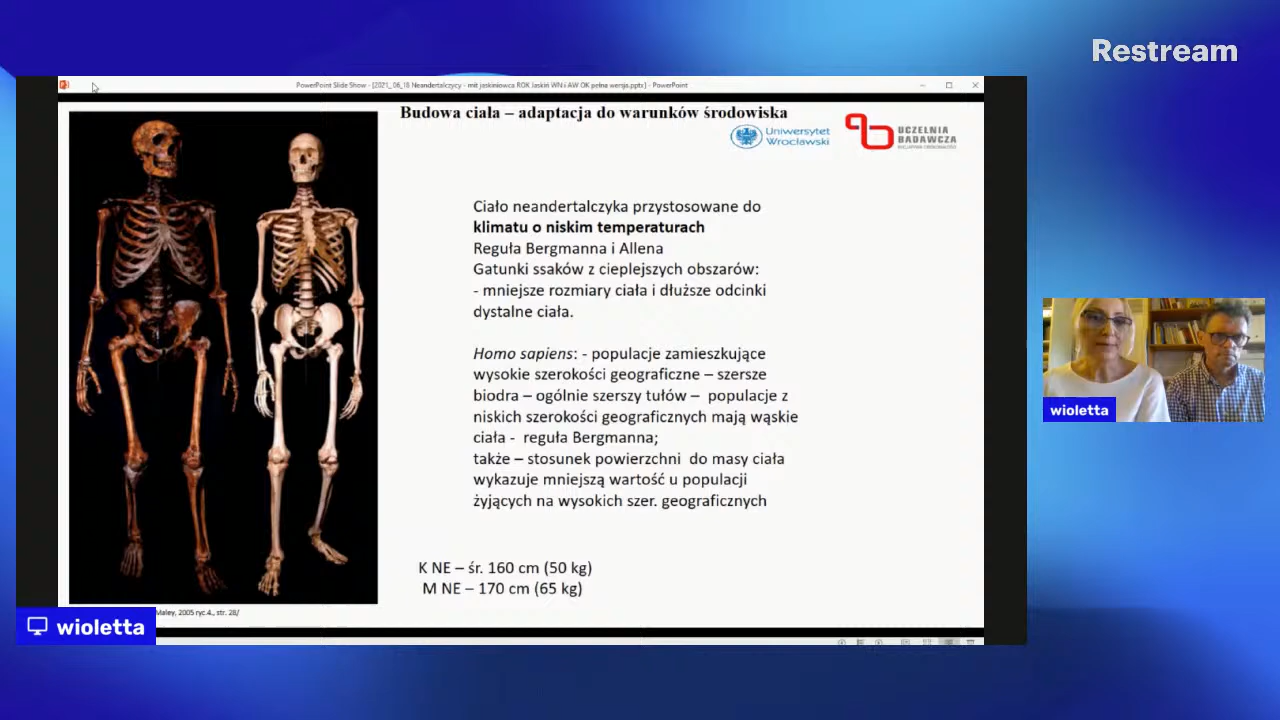 Restream
PowerPoint Slide Show - [2021_06_18 Neandertalczycy - mit jaskiniowca ROK Jaskiń WN i AW OK pełna wersja.pptx] - PowerPoint
Budowa ciała – adaptacja do warunków środowiska
Uniwersytet
Wrocławski
UCZELNIA
BADAWCZA
Ciało neandertalczyka przystosowane do
klimatu o niskim temperaturach
Reguła Bergmanna i Allena
Gatunki ssaków z cieplejszych obszarów:
- mniejsze rozmiary ciała i dłuższe odcinki
dystalne ciała.
Homo sapiens: - populacje zamieszkujące
wysokie szerokości geograficzne – szersze
biodra – ogólnie szerszy tułów – populacje z
niskich szerokości geograficznych mają wąskie
ciała - reguła Bergmanna;
także – stosunek powierzchni do masy ciała
wykazuje mniejszą wartość u populacji
żyjących na wysokich szer. geograficznych
K NE – śr. 160 cm (50 kg)
M NE – 170 cm (65 kg)
Maley, 2005 ryc.4., str. 28/
wioletta
wioletta